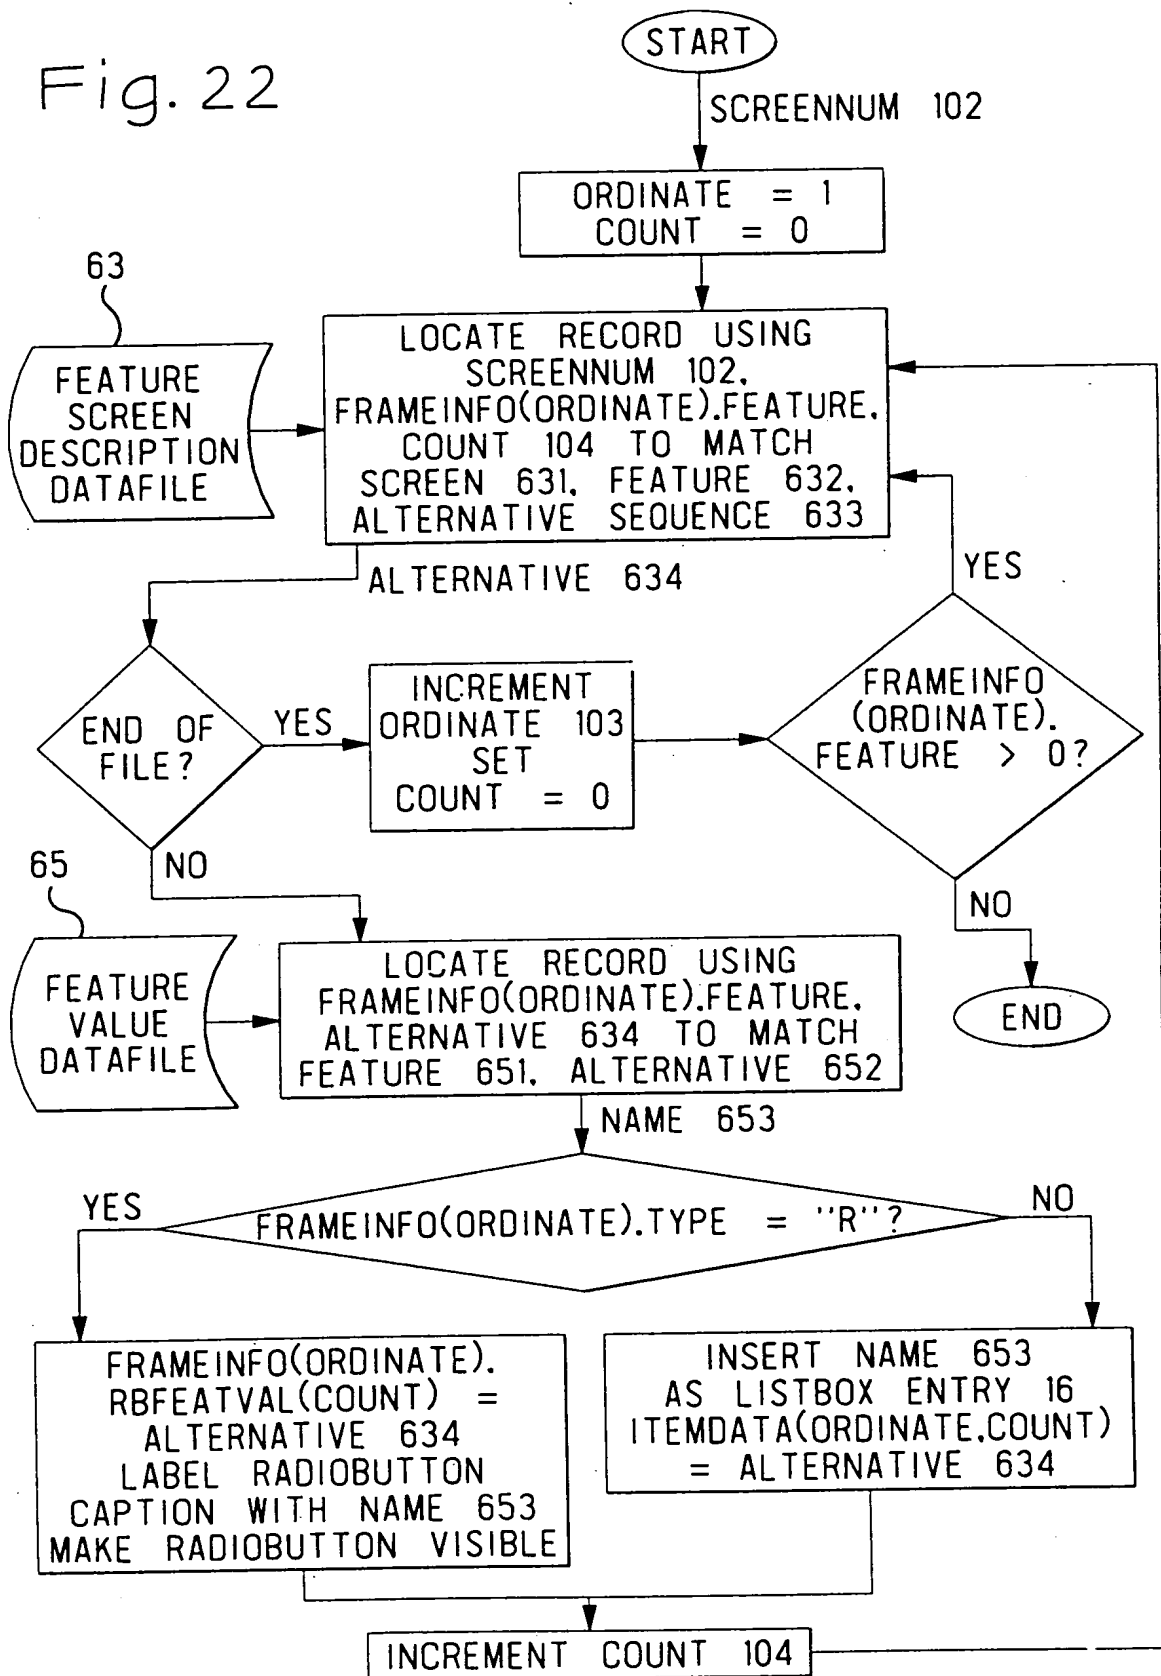 Fig. 22
START
SCREENNUM 102
ORDINATE = 1
COUNT = 0
63
FEATURE
SCREEN
DESCRIPTION
DATAFILE
LOCATE RECORD USING
SCREENNUM 102,
FRAMEINFO(ORDINATE).FEATURE,
COUNT 104 TO MATCH
SCREEN 631, FEATURE 632,
ALTERNATIVE SEQUENCE 633
ALTERNATIVE 634
YES
END OF
FILE?
YES
INCREMENT
ORDINATE 103
SET
COUNT = 0
FRAMEINFO
(ORDINATE).
FEATURE > 0?
NO
NO
END
65
FEATURE
VALUE
DATAFILE
LOCATE RECORD USING
FRAMEINFO(ORDINATE).FEATURE,
ALTERNATIVE 634 TO MATCH
FEATURE 651, ALTERNATIVE 652
NAME 653
YES
FRAMEINFO(ORDINATE).TYPE = "R"?
NO
FRAMEINFO(ORDINATE).
RBFEATVAL(COUNT) =
ALTERNATIVE 634
LABEL RADIOBUTTON
CAPTION WITH NAME 653
MAKE RADIOBUTTON VISIBLE
INSERT NAME 653
AS LISTBOX ENTRY 16
ITEMDATA(ORDINATE,COUNT)
= ALTERNATIVE 634
INCREMENT COUNT 104